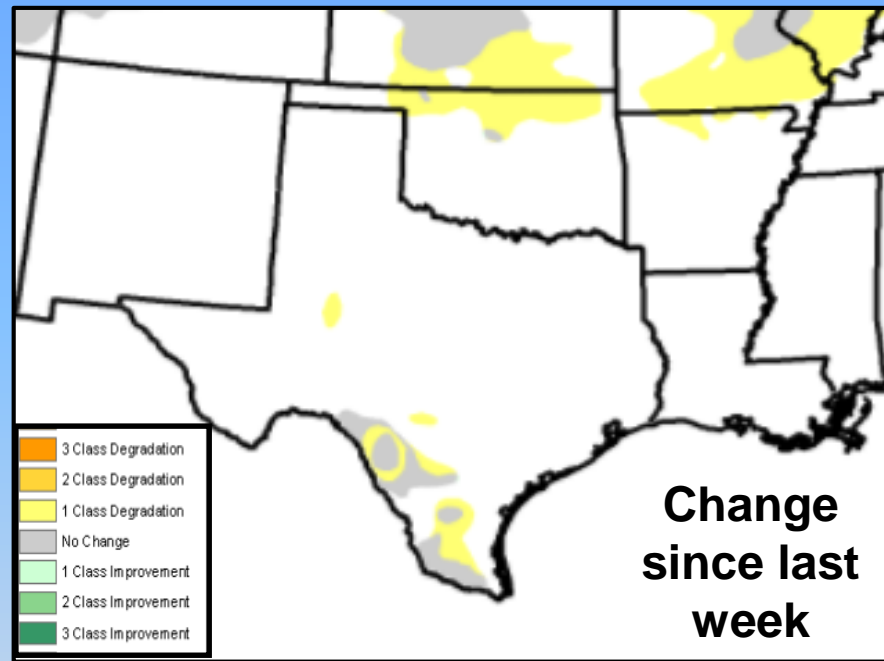 3 Class Degradation
2 Class Degradation
1 Class Degradation
No Change
1 Class Improvement
2 Class Improvement
3 Class Improvement
Change
since last
week